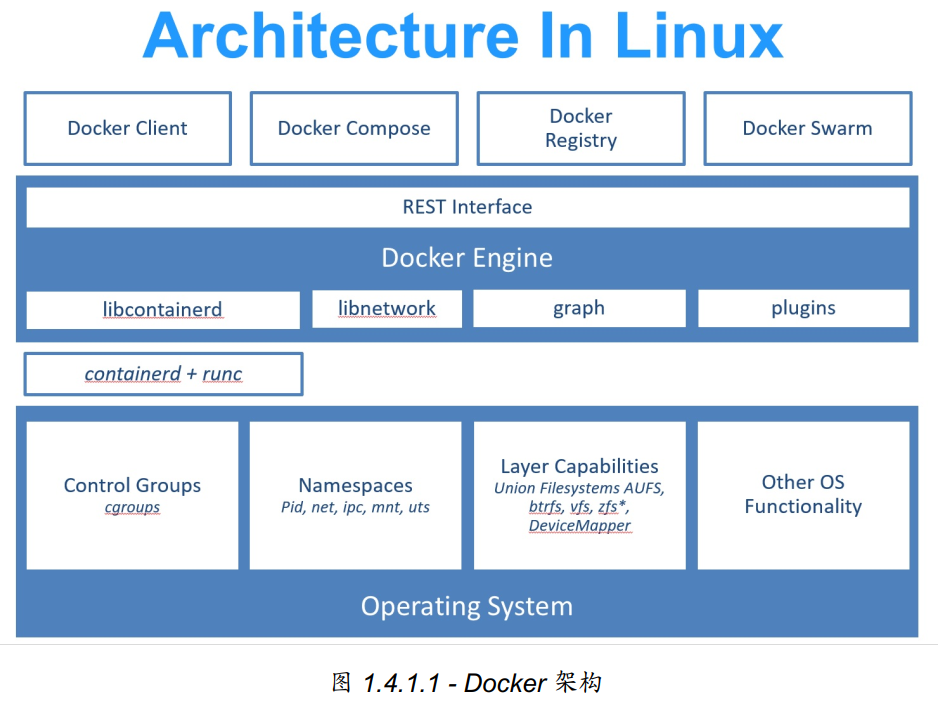 Architecture In Linux
Docker Client
Docker Compose
Docker
Registry
Docker Swarm
REST Interface
Docker Engine
libcontainerd
libnetwork
graph
plugins
containerd + runc
Control Groups
cgroups
Namespaces
Pid, net, ipc, mnt, uts
Layer Capabilities
Union Filesystems AUFS,
btrfs, vfs, zfs*,
DeviceMapper
Other OS
Functionality
Operating System
图 1.4.1.1 - Docker 架构